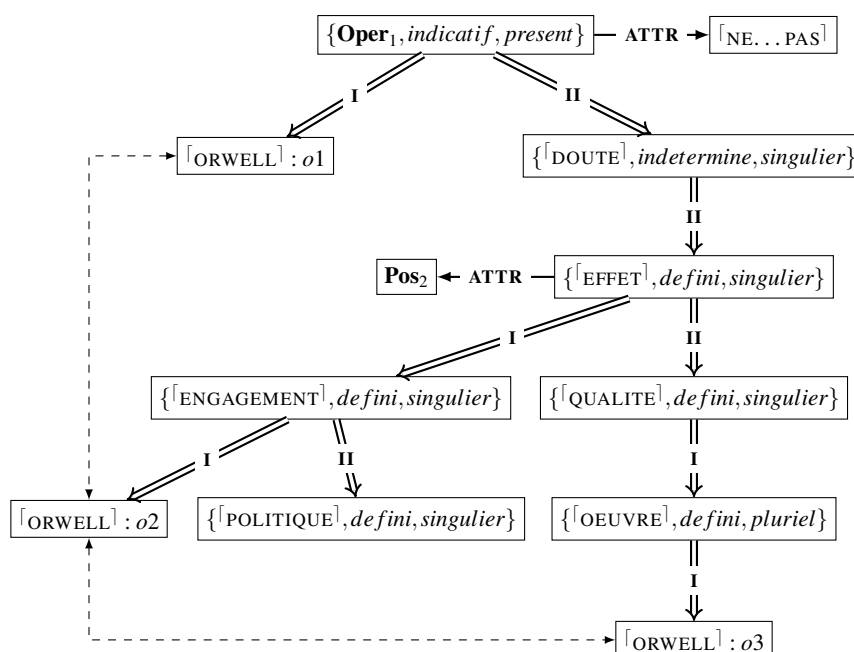 {Oper₁, indicatif, present} ATTR ⌈NE...PAS⌉
I II
⌈ORWELL⌉ : o1 {⌈DOUTE⌉, indetermine, singulier}
II
Pos₂ ATTR {⌈EFFET⌉, defini, singulier}
I II
{⌈ENGAGEMENT⌉, defini, singulier} {⌈QUALITE⌉, defini, singulier}
I II I
⌈ORWELL⌉ : o2 {⌈POLITIQUE⌉, defini, singulier} {⌈OEUVRE⌉, defini, pluriel}
I
⌈ORWELL⌉ : o3